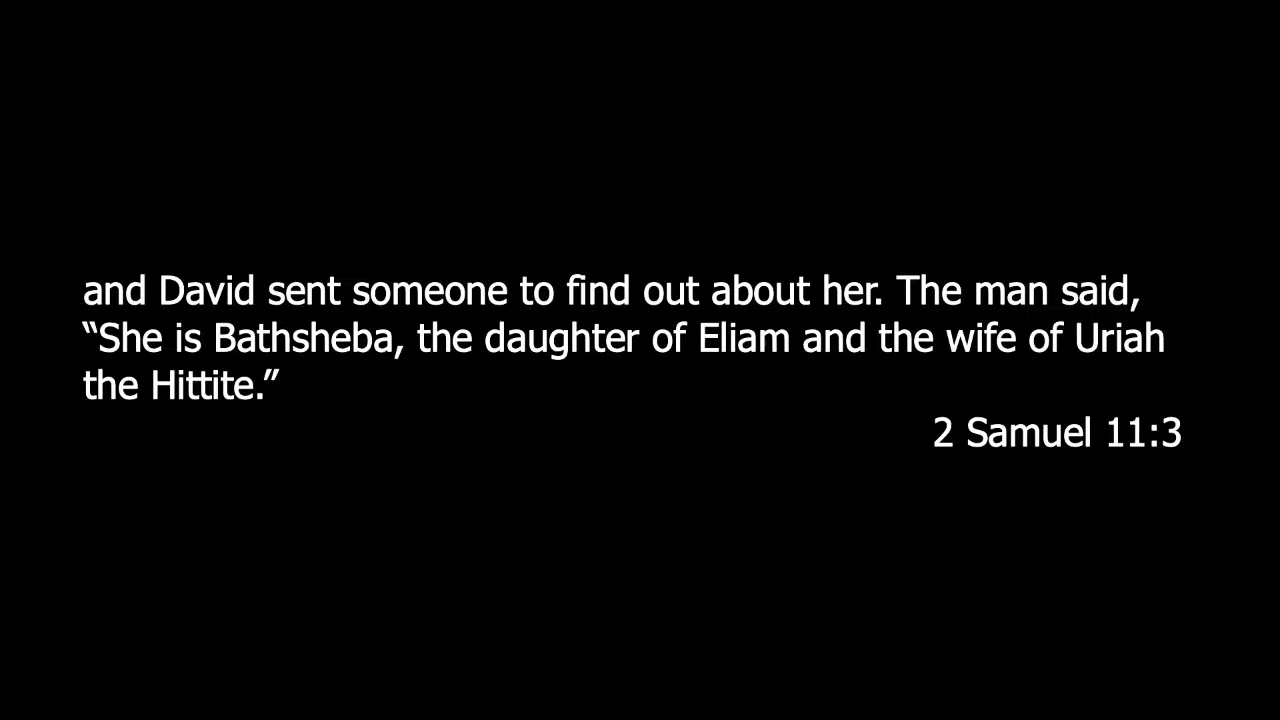 and David sent someone to find out about her. The man said,
“She is Bathsheba, the daughter of Eliam and the wife of Uriah
the Hittite.”
2 Samuel 11:3